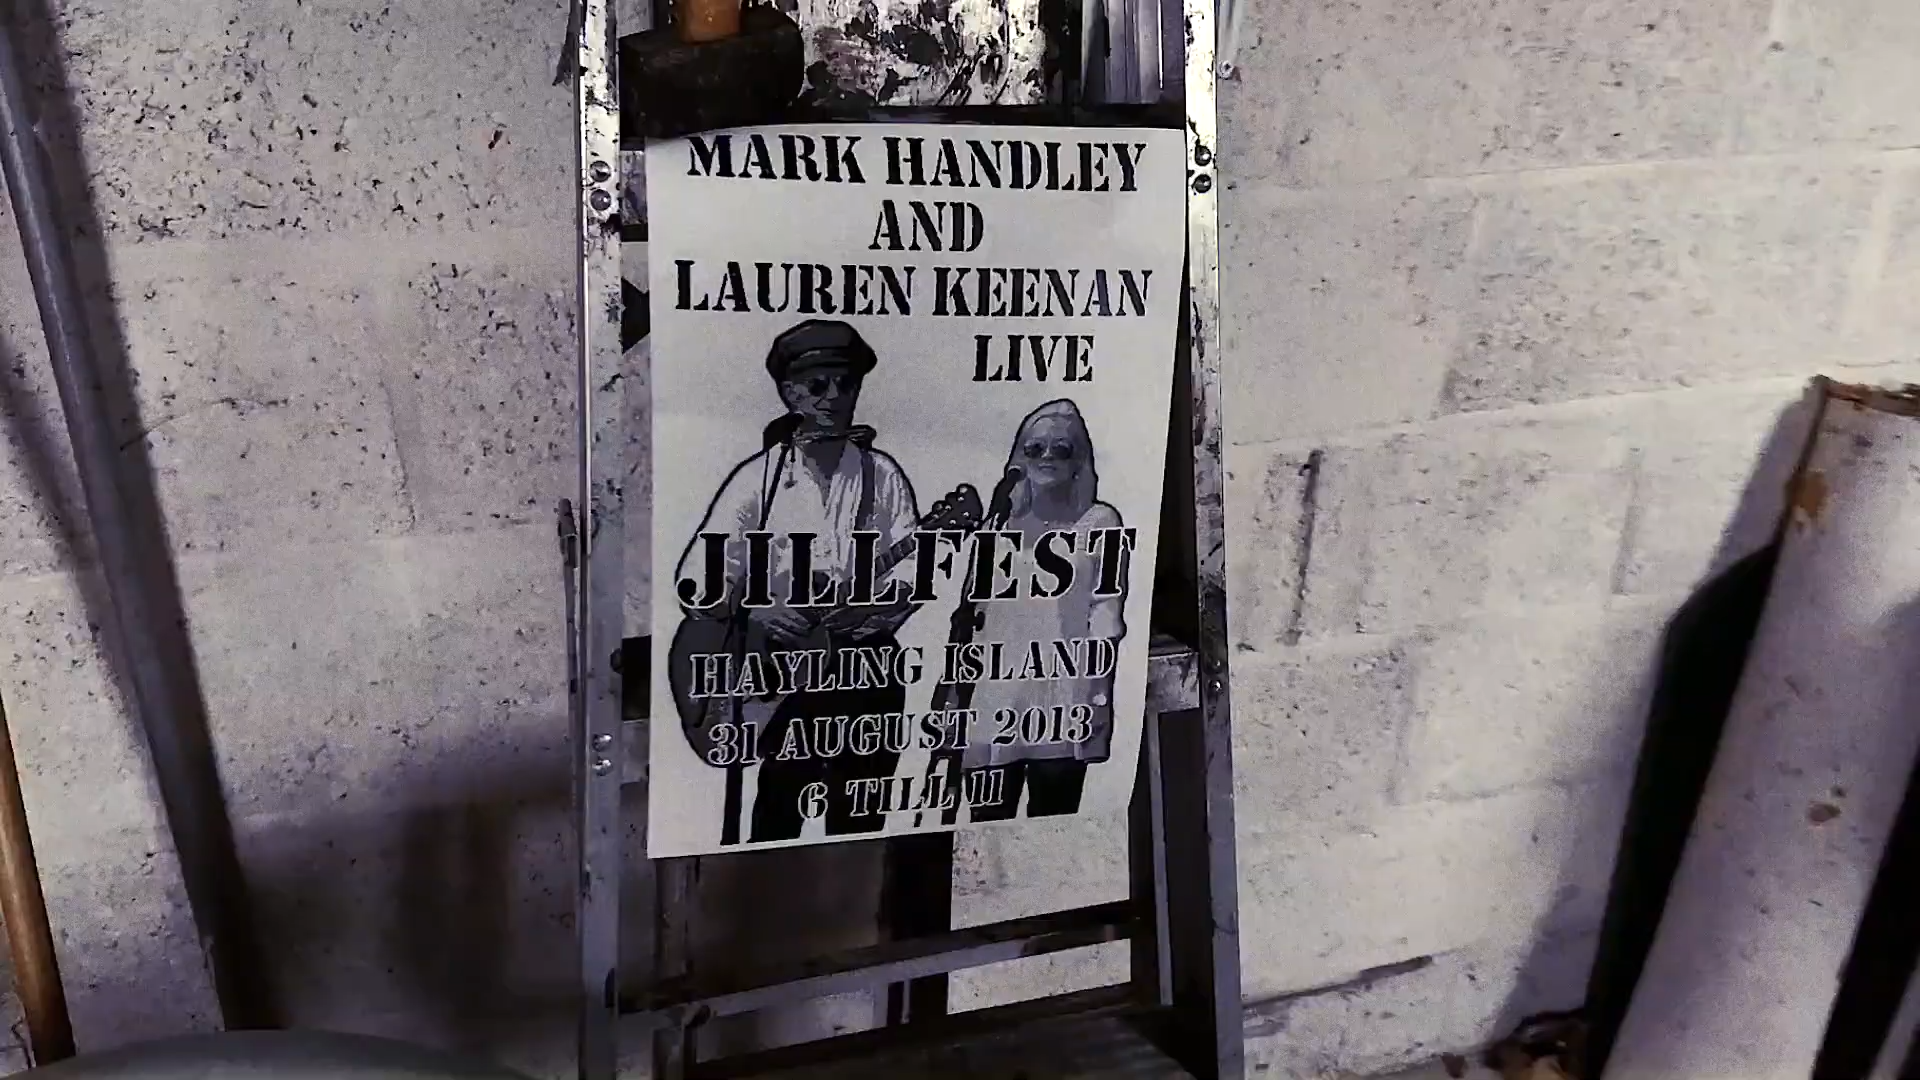 MARK HANDLEY
AND
LAUREN KEENAN
LIVE
JILLFEST
HAYLING ISLAND
31 AUGUST 2013
6 TILL 11